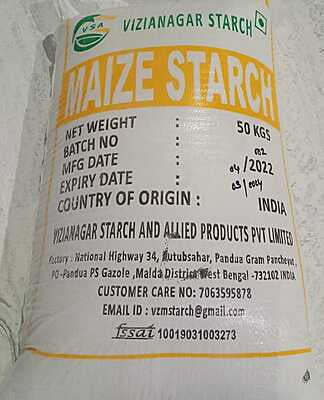 VSA VIZIANAGAR STARCH
MAIZE STARCH
NET WEIGHT : 50 KGS
BATCH NO : 022
MFG DATE : 04/2022
EXPIRY DATE : 03/2024
COUNTRY OF ORIGIN : INDIA
VIZIANAGAR STARCH AND ALLIED PRODUCTS PVT LIMITED
Factory : National Highway 34, Kutubsahar, Pandua Gram Pancheyet,
PO-Pandua PS Gazole, Malda District West Bengal -732102 INDIA
CUSTOMER CARE NO: 7063595878
EMAIL ID : vzmstarch@gmail.com
fssai 10019031003273